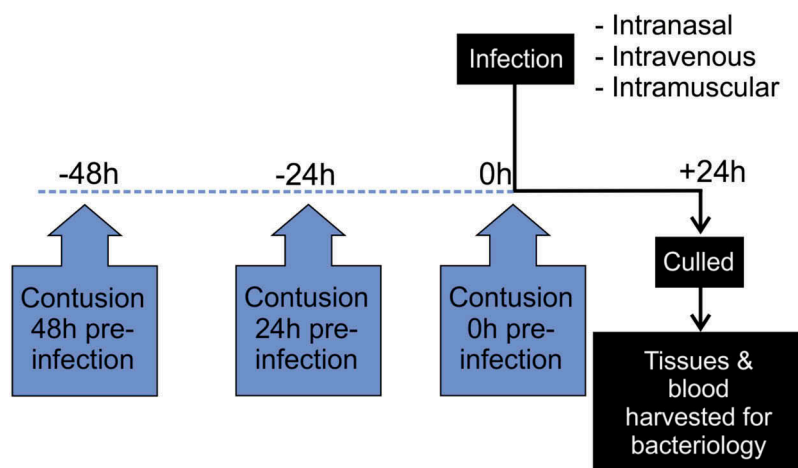 Infection
- Intranasal
- Intravenous
- Intramuscular
-48h
-24h
0h
+24h
Contusion
48h pre-
infection
Contusion
24h pre-
infection
Contusion
0h pre-
infection
Culled
Tissues &
blood
harvested for
bacteriology